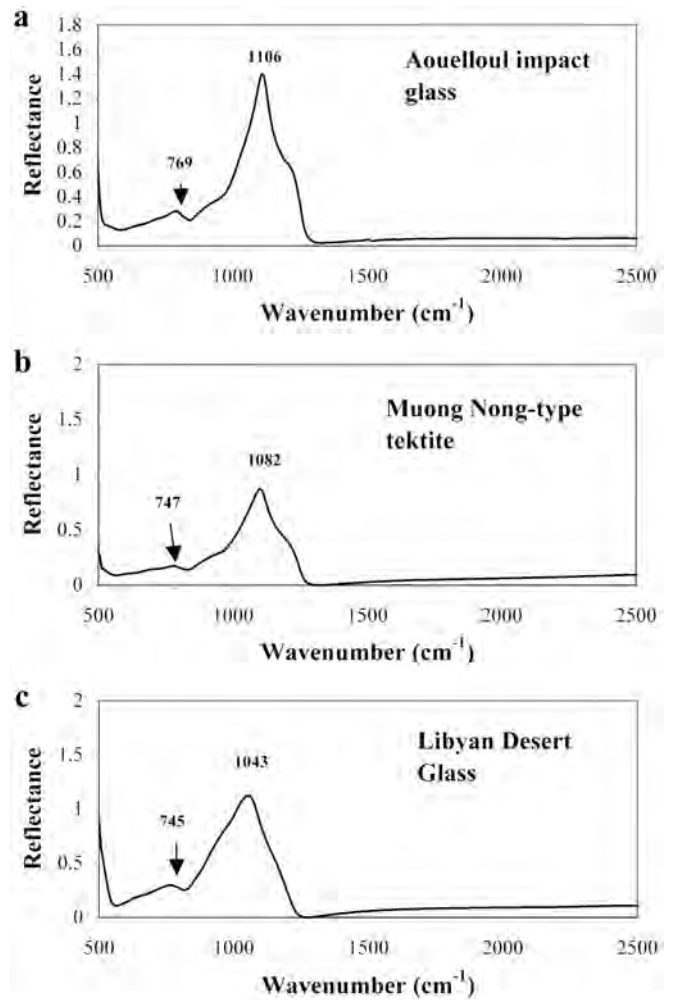 a
1.8
1.6
1.4
1.2
1
0.8
0.6
0.4
0.2
0
Reflectance
1106
769
Aouelloul impact
glass
500 1000 1500 2000 2500
Wavenumber (cm-1)
b
2
1.5
1
0.5
0
Reflectance
1082
747
Muong Nong-type
tektite
500 1000 1500 2000 2500
Wavenumber (cm-1)
c
2
1.5
1
0.5
0
Reflectance
1043
745
Libyan Desert
Glass
500 1000 1500 2000 2500
Wavenumber (cm-1)